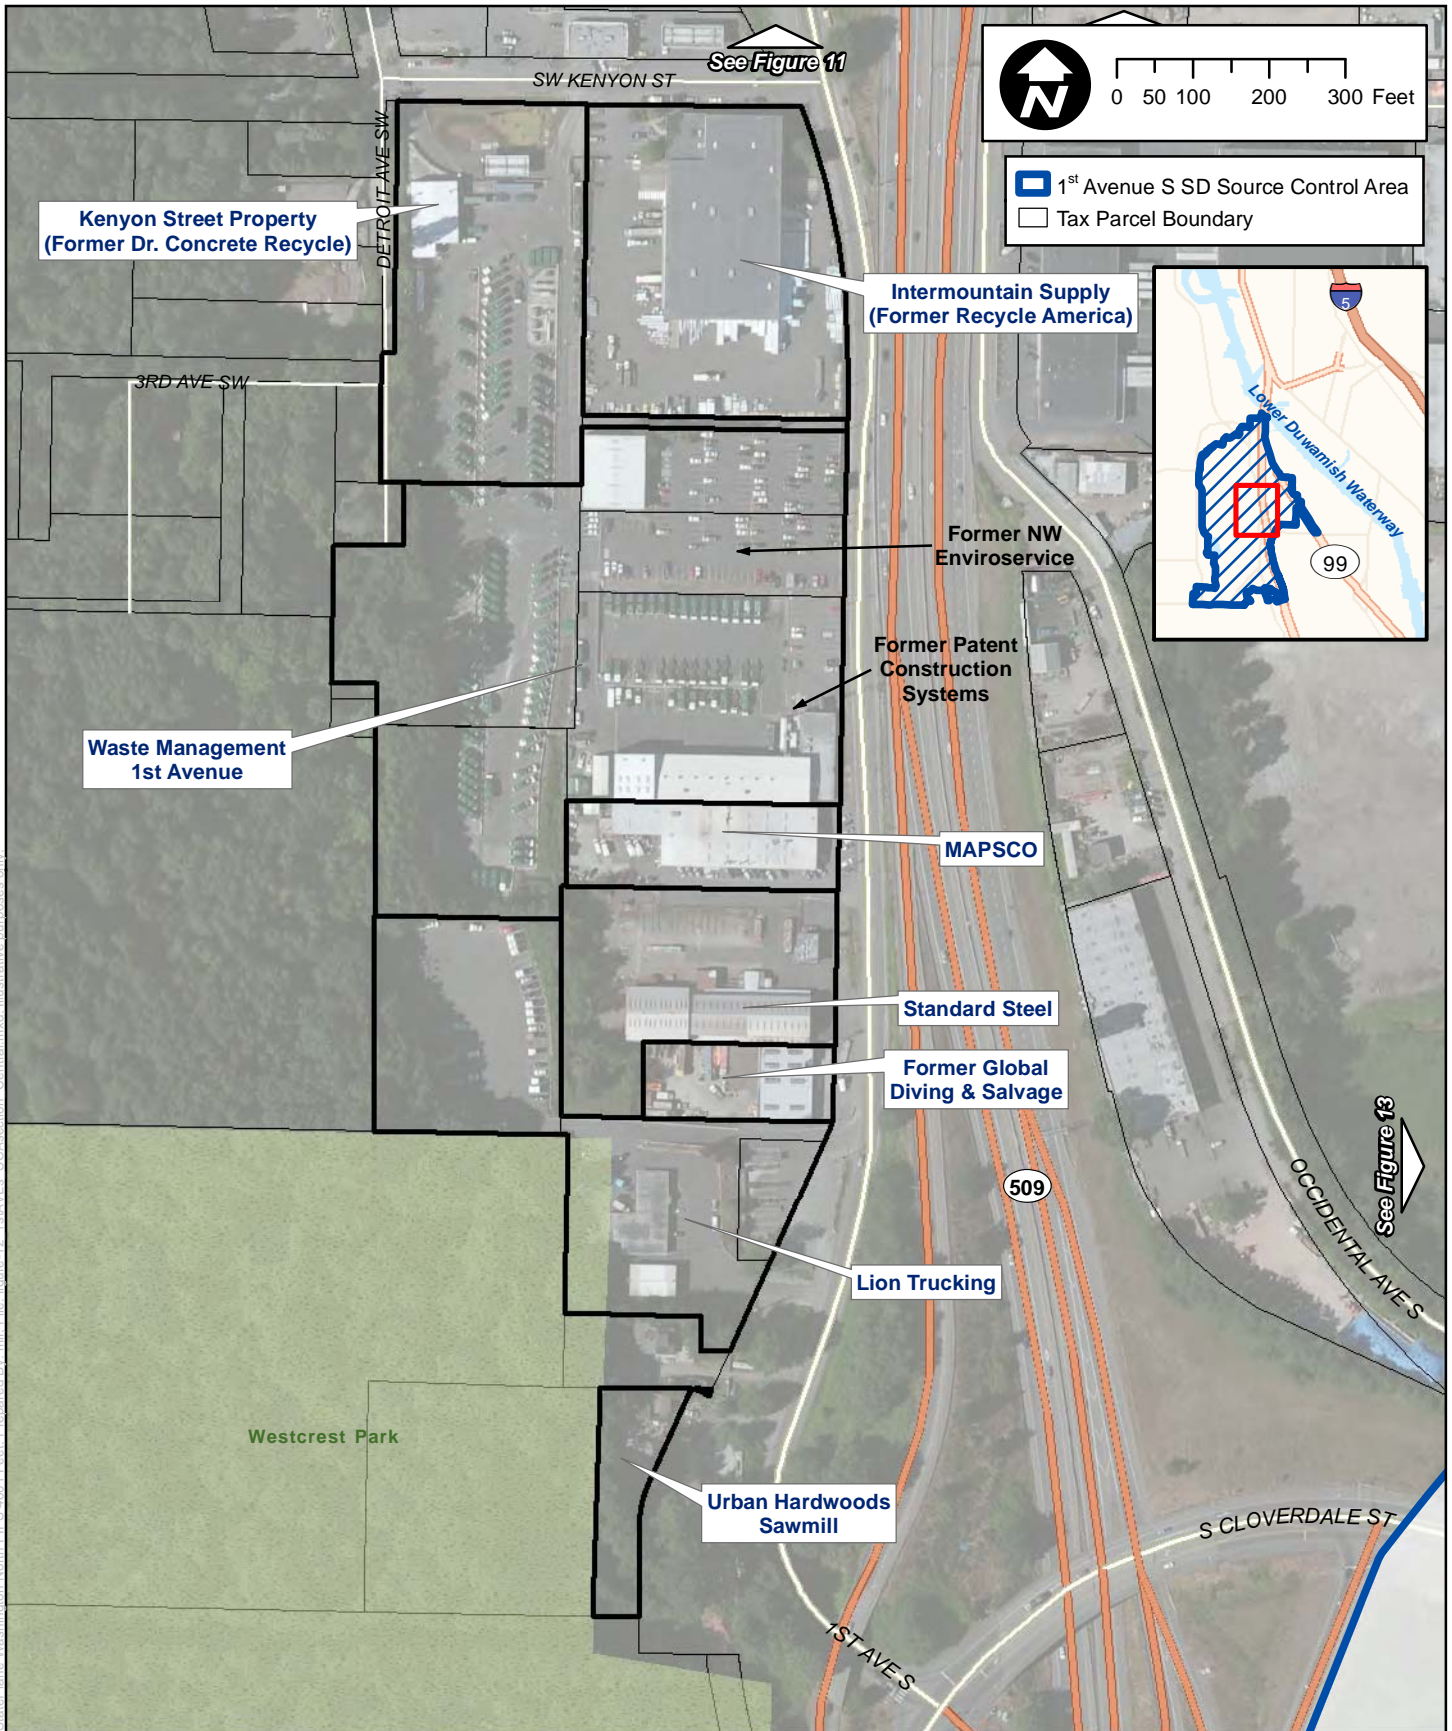 See Figure 11
SW KENYON ST
N
0 50 100 200 300 Feet
1st Avenue S SD Source Control Area
Tax Parcel Boundary
DETROIT AVE SW
Kenyon Street Property
(Former Dr. Concrete Recycle)
Intermountain Supply
(Former Recycle America)
5
Lower Duwamish Waterway
99
3RD AVE SW
Former NW
Enviroservice
Former Patent
Construction
Systems
Waste Management
1st Avenue
MAPSCO
Standard Steel
Former Global
Diving & Salvage
See Figure 13
509
OCCIDENTAL AVE S
Lion Trucking
Westcrest Park
Urban Hardwoods
Sawmill
S CLOVERDALE ST
1ST AVE S